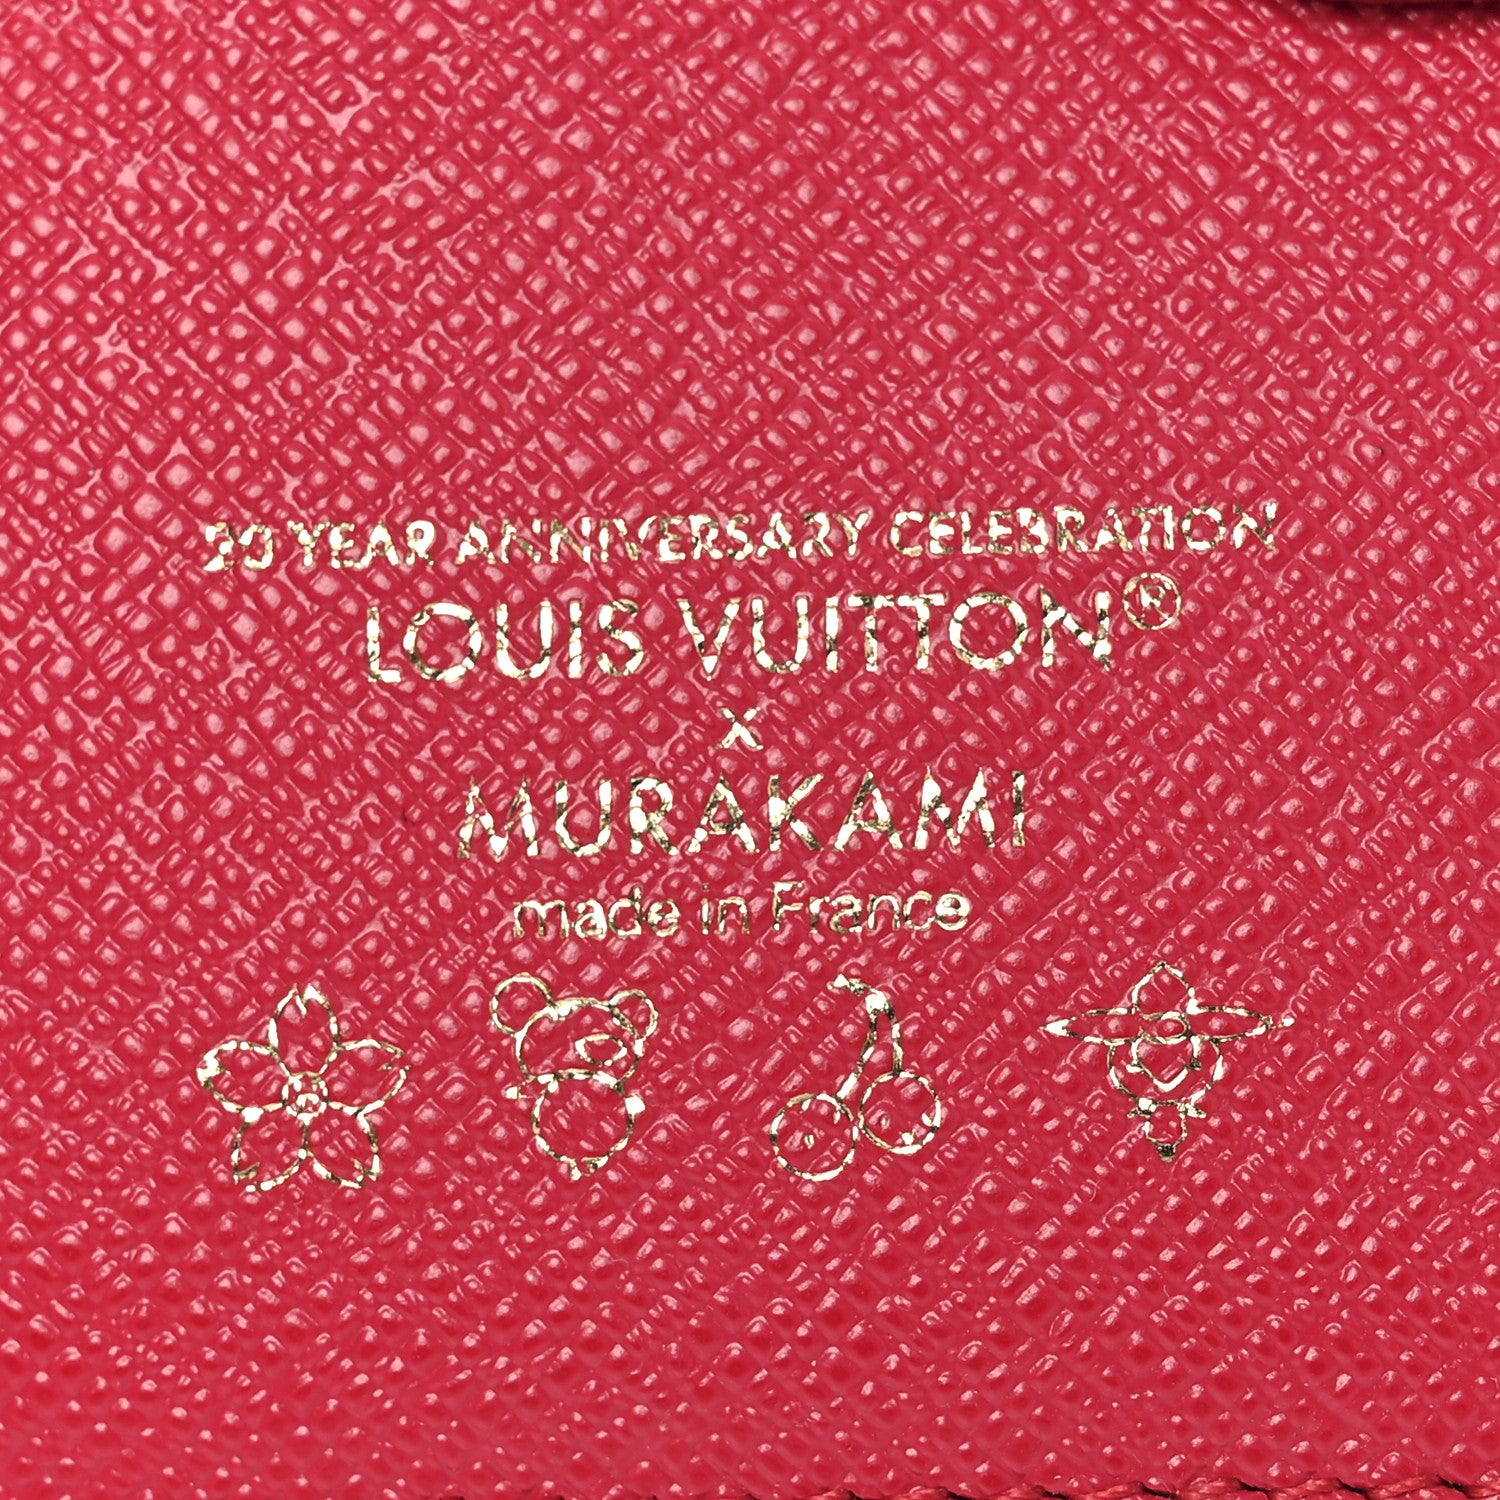 20 YEAR ANNIVERSARY CELEBRATION
LOUIS VUITTON®
x
MURAKAMI
made in France